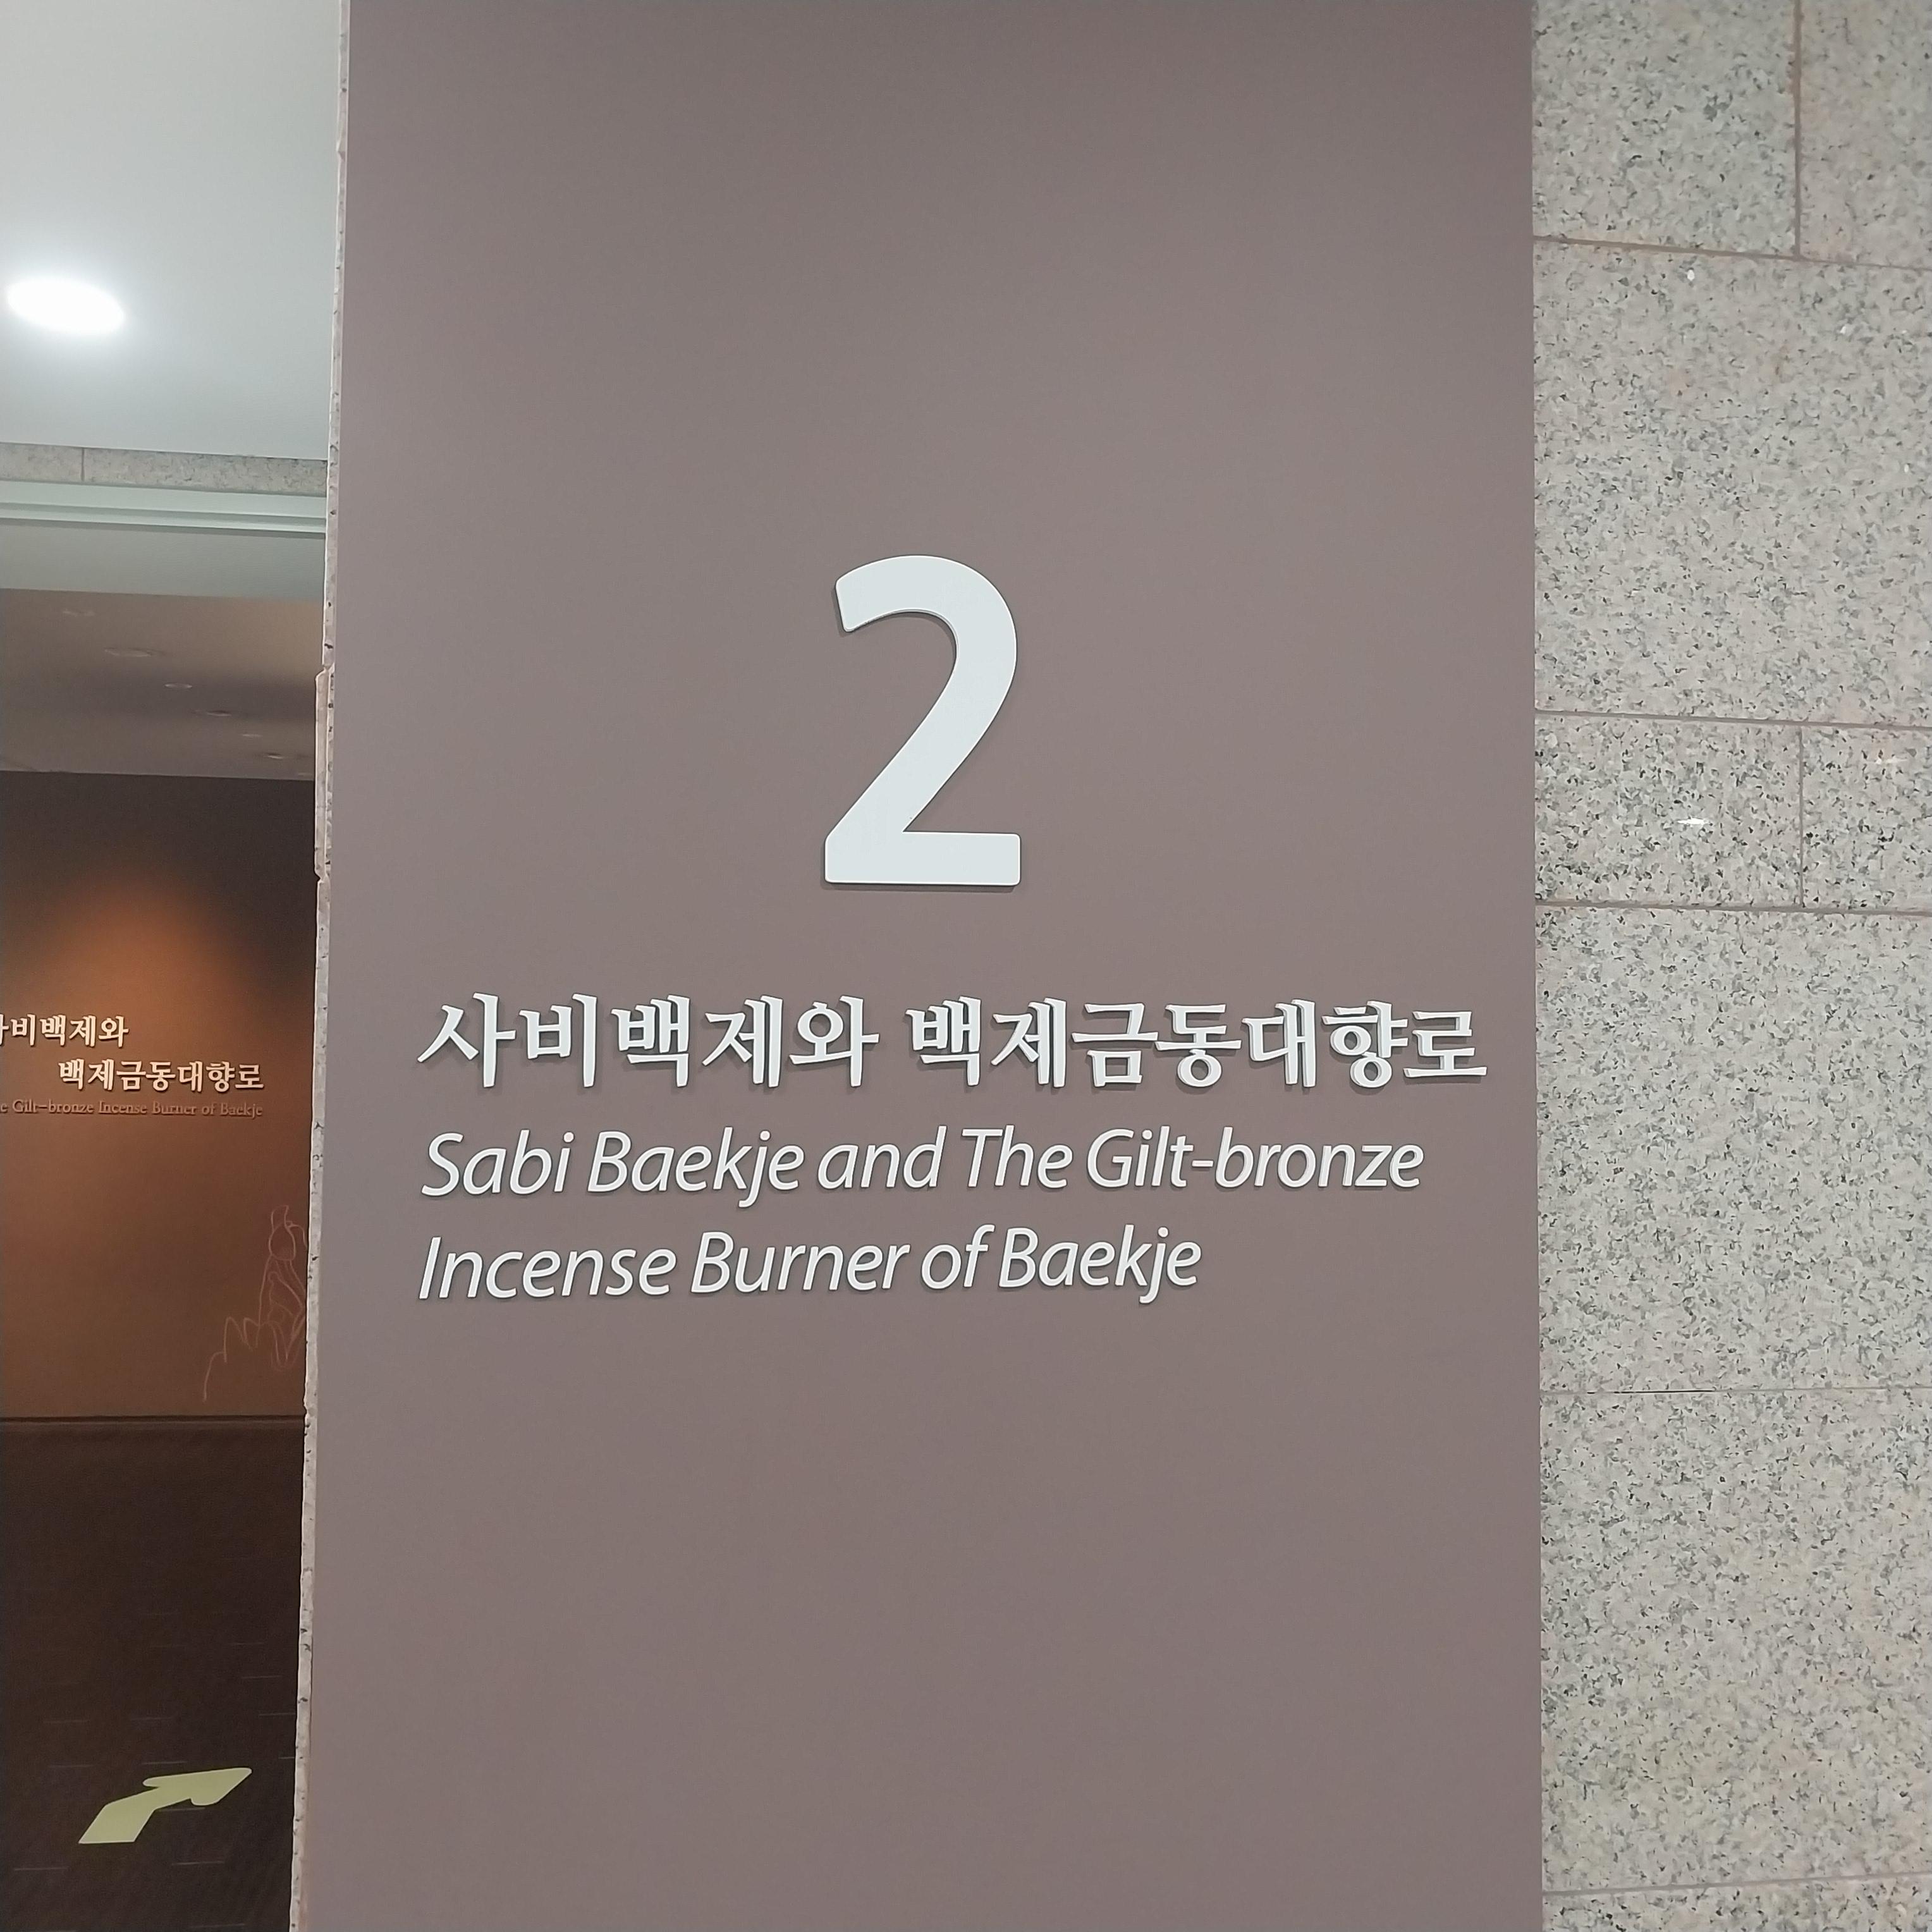 2
사비백제와 백제금동대향로
Sabi Baekje and The Gilt-bronze
Incense Burner of Baekje
사비백제와
백제금동대향로
Gilt-bronze Incense Burner of Baekje